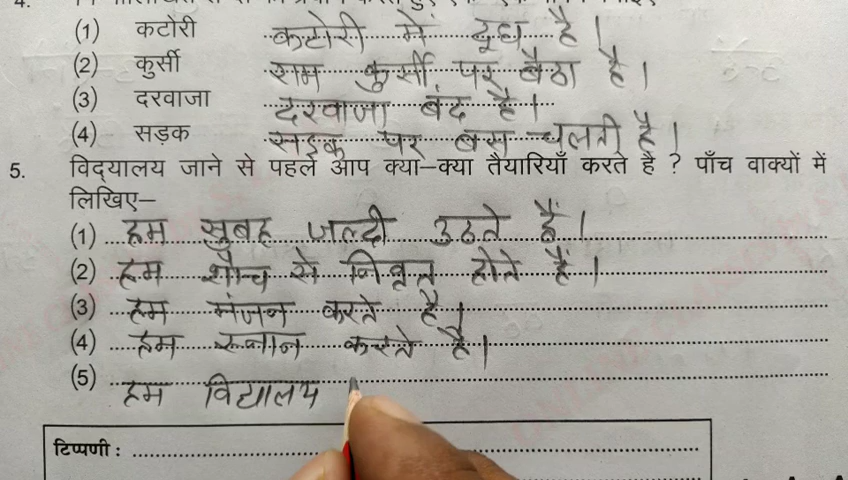 (1) कटोरी कटोरी में दूध है।
(2) कुर्सी राम कुर्सी पर बैठा है।
(3) दरवाजा दरवाजा बंद है।
(4) सड़क सड़क पर बस चलती है।
5. विद्यालय जाने से पहले आप क्या–क्या तैयारियाँ करते है ? पाँच वाक्यों में
लिखिए–
(1) हम सुबह जल्दी उठते हैं।
(2) हम शौच से निवृत होते हैं।
(3) हम मंजन करते है।
(4) हम स्नान करते है।
(5) हम विद्यालय
टिप्पणी :